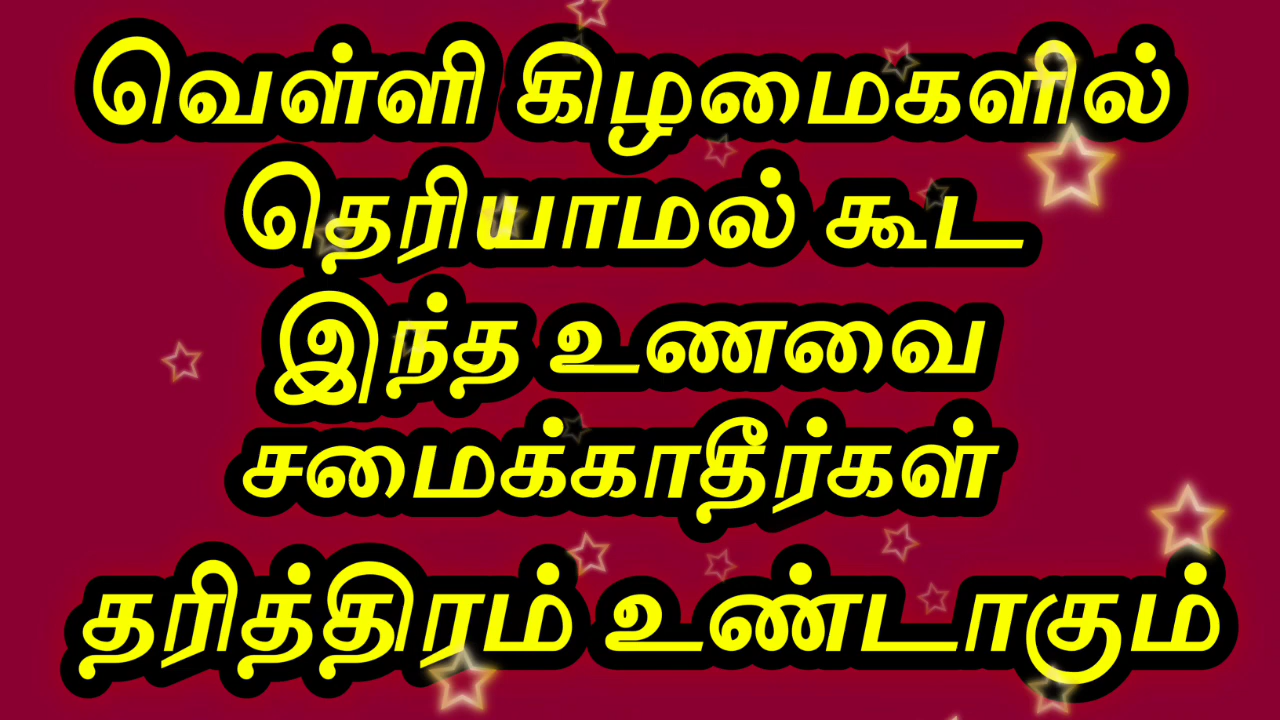 வெள்ளி கிழமைகளில்
தெரியாமல் கூட
இந்த உணவை
சமைக்காதீர்கள்
தரித்திரம் உண்டாகும்